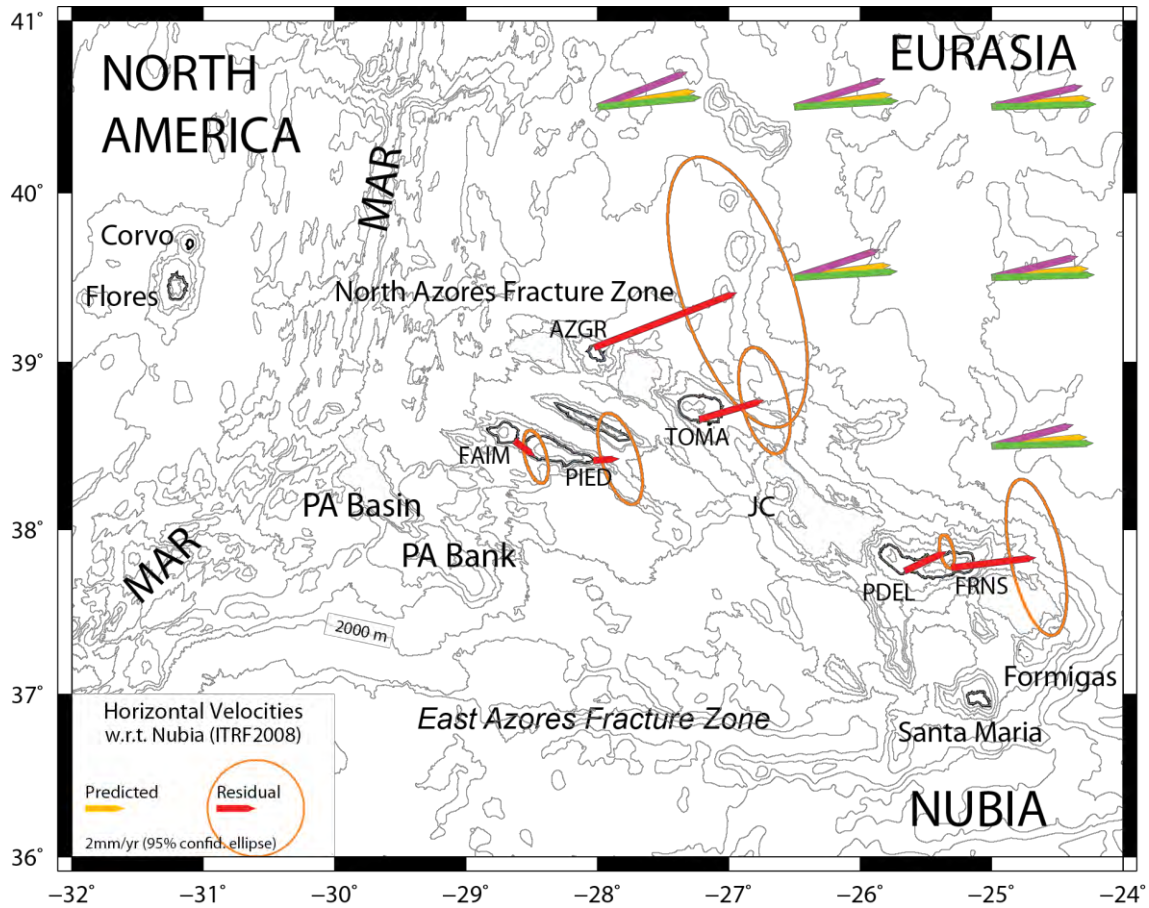 41°
NORTH
AMERICA
EURASIA
MAR
40°
Corvo
Flores
North Azores Fracture Zone
AZGR
39°
TOMA
FAIM
PIED
PA Basin
JC
38°
PA Bank
MAR
PDEL
FRNS
2000 m
Formigas
37°
East Azores Fracture Zone
Santa Maria
NUBIA
Horizontal Velocities
w.r.t. Nubia (ITRF2008)
Predicted
Residual
2mm/yr (95% confid. ellipse)
36°
−32° −31° −30° −29° −28° −27° −26° −25° −24°